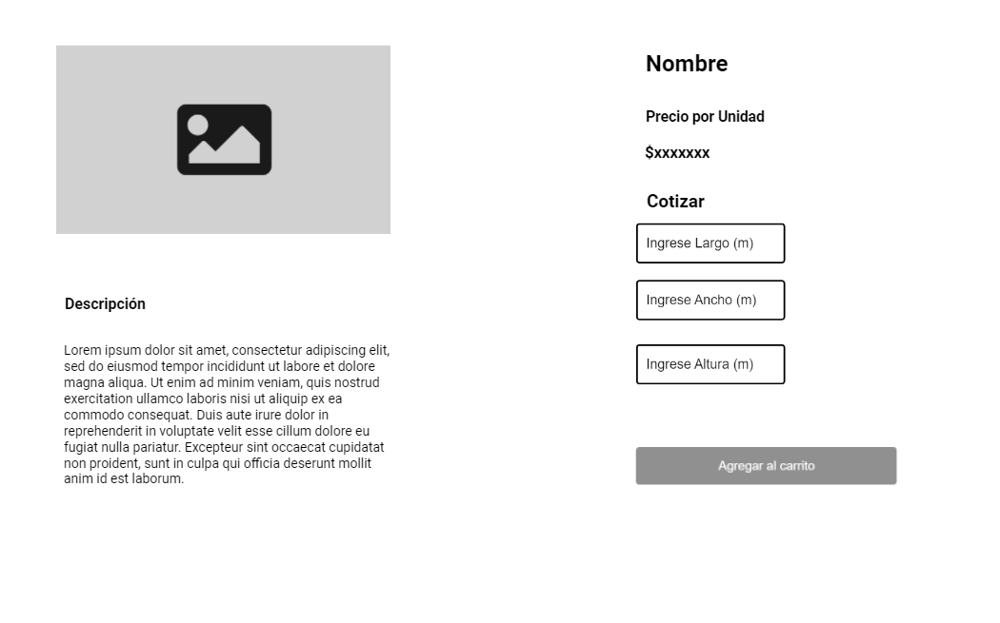 Nombre
Precio por Unidad
$xxxxxxx
Cotizar
Ingrese Largo (m)
Ingrese Ancho (m)
Ingrese Altura (m)
Agregar al carrito
Descripción
Lorem ipsum dolor sit amet, consectetur adipiscing elit,
sed do eiusmod tempor incididunt ut labore et dolore
magna aliqua. Ut enim ad minim veniam, quis nostrud
exercitation ullamco laboris nisi ut aliquip ex ea
commodo consequat. Duis aute irure dolor in
reprehenderit in voluptate velit esse cillum dolore eu
fugiat nulla pariatur. Excepteur sint occaecat cupidatat
non proident, sunt in culpa qui officia deserunt mollit
anim id est laborum.